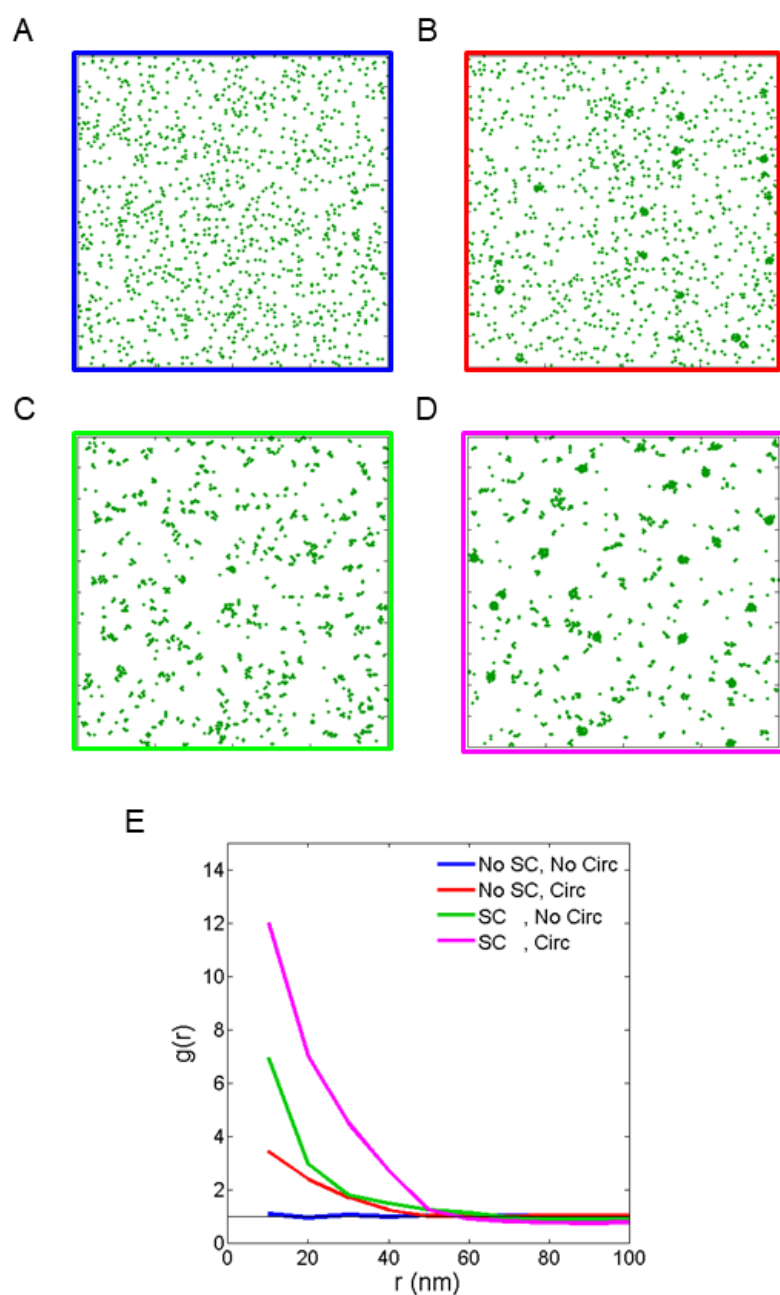 A
B
C
D
E
14
12
10
8
6
4
2
0
g(r)
No SC, No Circ
No SC, Circ
SC , No Circ
SC , Circ
0 20 40 60 80 100
r (nm)